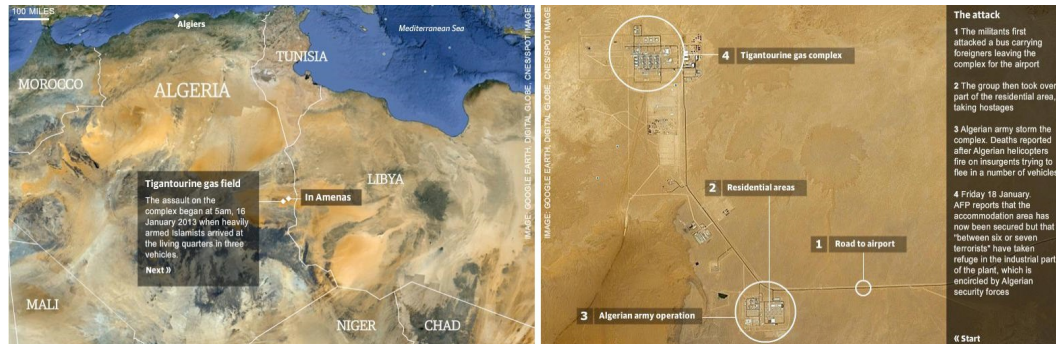 100 MILES
Algiers
Mediterranean Sea
TUNISIA
MOROCCO
ALGERIA
LIBYA
Tigantourine gas field
The assault on the
complex began at 5am, 16
January 2013 when heavily
armed Islamists arrived at
the living quarters in three
vehicles.
Next »
In Amenas
MALI
NIGER
CHAD
IMAGE: GOOGLE EARTH, DIGITAL GLOBE, CNES/SPOT IMAGE
IMAGE: GOOGLE EARTH, DIGITAL GLOBE, CNES/SPOT IMAGE
4 Tigantourine gas complex
2 Residential areas
1 Road to airport
3 Algerian army operation
The attack
1 The militants first
attacked a bus carrying
foreigners leaving the
complex for the airport
2 The group then took over
part of the residential area,
taking hostages
3 Algerian army storm the
complex. Deaths reported
after Algerian helicopters
fire on insurgents trying to
flee in a number of vehicles
4 Friday 18 January.
AFP reports that the
accommodation area has
now been secured but that
"between six or seven
terrorists" have taken
refuge in the industrial part
of the plant, which is
encircled by Algerian
security forces
« Start